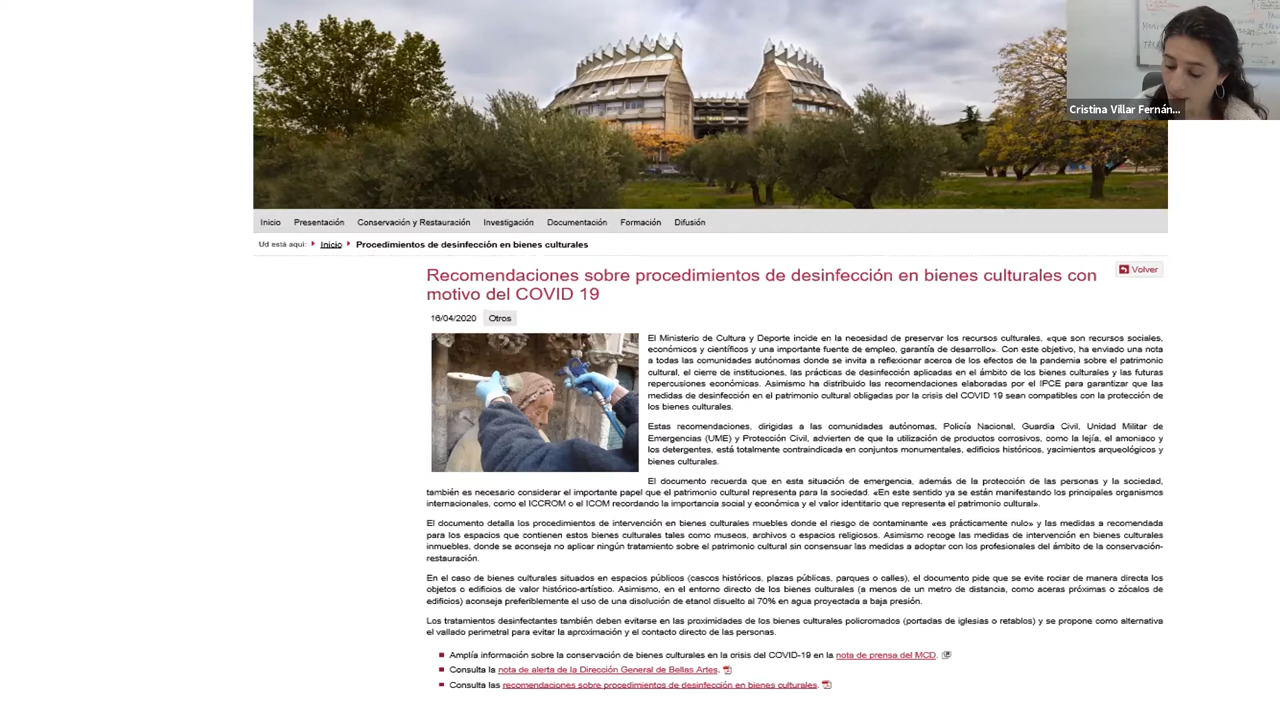 Cristina Villar Fernán...
Inicio Presentación Conservación y Restauración Investigación Documentación Formación Difusión
Ud está aquí: Inicio Procedimientos de desinfección en bienes culturales
Recomendaciones sobre procedimientos de desinfección en bienes culturales con
motivo del COVID 19
Volver
16/04/2020 Otros
El Ministerio de Cultura y Deporte incide en la necesidad de preservar los recursos culturales, «que son recursos sociales,
económicos y científicos y una importante fuente de empleo, garantía de desarrollo». Con este objetivo, ha enviado una nota
a todas las comunidades autónomas donde se invita a reflexionar acerca de los efectos de la pandemia sobre el patrimonio
cultural, el cierre de instituciones, las prácticas de desinfección aplicadas en el ámbito de los bienes culturales y las futuras
repercusiones económicas. Asimismo ha distribuido las recomendaciones elaboradas por el IPCE para garantizar que las
medidas de desinfección en el patrimonio cultural obligadas por la crisis del COVID 19 sean compatibles con la protección de
los bienes culturales.
Estas recomendaciones, dirigidas a las comunidades autónomas, Policía Nacional, Guardia Civil, Unidad Militar de
Emergencias (UME) y Protección Civil, advierten de que la utilización de productos corrosivos, como la lejía, el amoniaco y
los detergentes, está totalmente contraindicada en conjuntos monumentales, edificios históricos, yacimientos arqueológicos y
bienes culturales.
El documento recuerda que en esta situación de emergencia, además de la protección de las personas y la sociedad,
también es necesario considerar el importante papel que el patrimonio cultural representa para la sociedad. «En este sentido ya se están manifestando los principales organismos
internacionales, como el ICCROM o el ICOM recordando la importancia social y económica y el valor identitario que representa el patrimonio cultural».
El documento detalla los procedimientos de intervención en bienes culturales muebles donde el riesgo de contaminante «es prácticamente nulo» y las medidas a recomendada
para los espacios que contienen estos bienes culturales tales como museos, archivos o espacios religiosos. Asimismo recoge las medidas de intervención en bienes culturales
inmuebles, donde se aconseja no aplicar ningún tratamiento sobre el patrimonio cultural sin consensuar las medidas a adoptar con los profesionales del ámbito de la conservación-
restauración.
En el caso de bienes culturales situados en espacios públicos (cascos históricos, plazas públicas, parques o calles), el documento pide que se evite rociar de manera directa los
objetos o edificios de valor histórico-artístico. Asimismo, en el entorno directo de los bienes culturales (a menos de un metro de distancia, como aceras próximas o zócalos de
edificios) aconseja preferiblemente el uso de una disolución de etanol disuelto al 70% en agua proyectada a baja presión.
Los tratamientos desinfectantes también deben evitarse en las proximidades de los bienes culturales policromados (portadas de iglesias o retablos) y se propone como alternativa
el vallado perimetral para evitar la aproximación y el contacto directo de las personas.
Amplía información sobre la conservación de bienes culturales en la crisis del COVID-19 en la nota de prensa del MCD.
Consulta la nota de alerta de la Dirección General de Bellas Artes.
Consulta las recomendaciones sobre procedimientos de desinfección en bienes culturales.